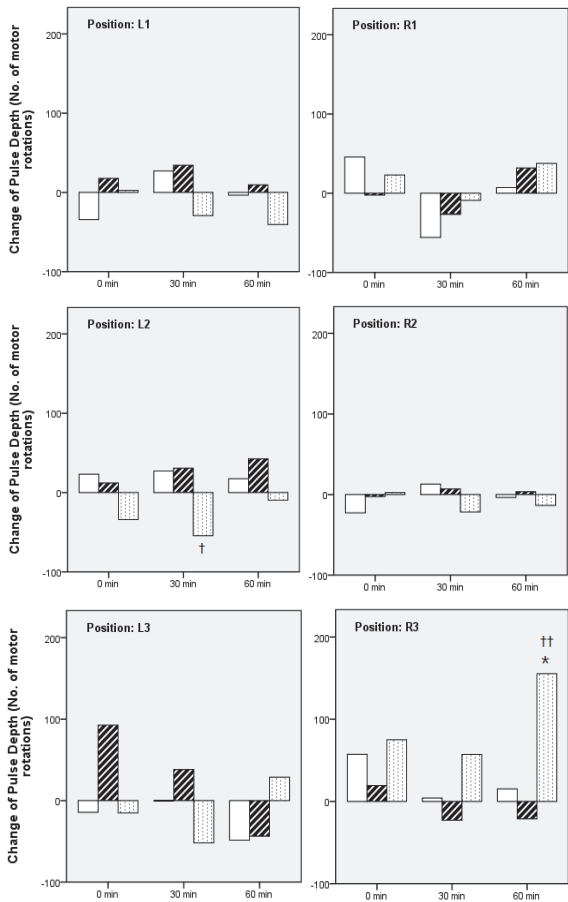 Position: L1
Change of Pulse Depth (No. of motor
rotations)
200
100
0
-100
0 min
30 min
60 min
Position: R1
200
100
0
-100
0 min
30 min
60 min
Position: L2
Change of Pulse Depth (No. of motor
rotations)
200
100
0
-100
†
0 min
30 min
60 min
Position: R2
200
100
0
-100
0 min
30 min
60 min
Position: L3
Change of Pulse Depth (No. of motor
rotations)
200
100
0
-100
0 min
30 min
60 min
Position: R3
††
*
200
100
0
-100
0 min
30 min
60 min